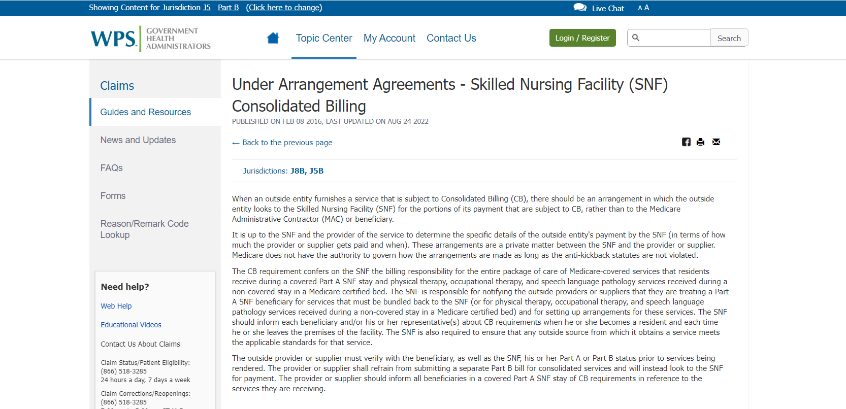 Showing Content for Jurisdiction J5 Part B (Click here to change)
Live Chat
A A
WPS GOVERNMENT
HEALTH
ADMINISTRATORS
Topic Center
My Account
Contact Us
Login / Register
Search
Claims
Guides and Resources
News and Updates
FAQs
Forms
Reason/Remark Code
Lookup
Need help?
Web Help
Educational Videos
Contact Us About Claims
Claim Status/Patient Eligibility:
(866) 518-3285
24 hours a day, 7 days a week
Claim Corrections/Reopenings:
(866) 518-3285
Under Arrangement Agreements - Skilled Nursing Facility (SNF)
Consolidated Billing
PUBLISHED ON FEB 08 2016, LAST UPDATED ON AUG 24 2022
← Back to the previous page
Jurisdictions: J8B, J5B
When an outside entity furnishes a service that is subject to Consolidated Billing (CB), there should be an arrangement in which the outside
entity looks to the Skilled Nursing Facility (SNF) for the portions of its payment that are subject to CB, rather than to the Medicare
Administrative Contractor (MAC) or beneficiary.
It is up to the SNF and the provider of the service to determine the specific details of the outside entity's payment by the SNF (in terms of how
much the provider or supplier gets paid and when). These arrangements are a private matter between the SNF and the provider or supplier.
Medicare does not have the authority to govern how the arrangements are made as long as the anti-kickback statutes are not violated.
The CB requirement confers on the SNF the billing responsibility for the entire package of care of Medicare-covered services that residents
receive during a covered Part A SNF stay and physical therapy, occupational therapy, and speech language pathology services received during a
non covered stay in a Medicare certified bed. The SNF is responsible for notifying the outside providers or suppliers that they are treating a Part
A SNF beneficiary for services that must be bundled back to the SNF (or for physical therapy, occupational therapy, and speech language
pathology services received during a non-covered stay in a Medicare certified bed) and for setting up arrangements for these services. The SNF
should inform each beneficiary and/or his or her representative(s) about CB requirements when he or she becomes a resident and each time
he or she leaves the premises of the facility. The SNF is also required to ensure that any outside source from which it obtains a service meets
the applicable standards for that service.
The outside provider or supplier must verify with the beneficiary, as well as the SNF, his or her Part A or Part B status prior to services being
rendered. The provider or supplier shall refrain from submitting a separate Part B bill for consolidated services and will instead look to the SNF
for payment. The provider or supplier should inform all beneficiaries in a covered Part A SNF stay of CB requirements in reference to the
services they are receiving.